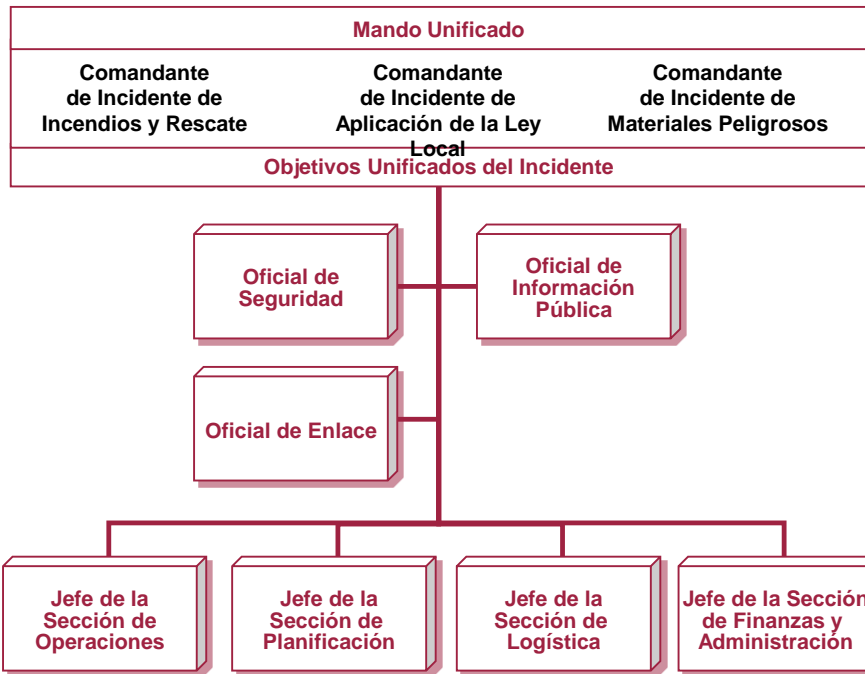 Mando Unificado
Comandante
de Incidente de
Incendios y Rescate
Comandante
de Incidente de
Aplicación de la Ley
Local
Comandante
de Incidente de
Materiales Peligrosos
Objetivos Unificados del Incidente
Oficial de
Seguridad
Oficial de
Información
Pública
Oficial de Enlace
Jefe de la
Sección de
Operaciones
Jefe de la
Sección de
Planificación
Jefe de la
Sección de
Logística
Jefe de la Sección
de Finanzas y
Administración